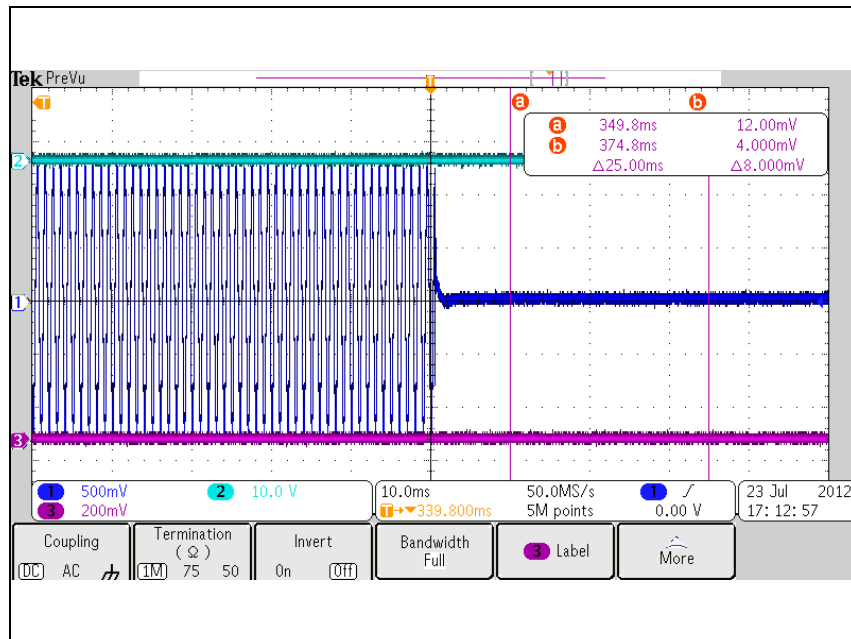 Tek PreVu
T
T
a b
a 349.8ms 12.00mV
b 374.8ms 4.000mV
Δ25.00ms Δ8.000mV
2
1
3
1 500mV 2 10.0 V
3 200mV
10.0ms 50.0MS/s 1 0.00 V
T→▼339.800ms 5M points
23 Jul 2012
17:12:57
Coupling
DC AC
Termination
(Ω)
1M 75 50
Invert
On Off
Bandwidth
Full
3 Label
More